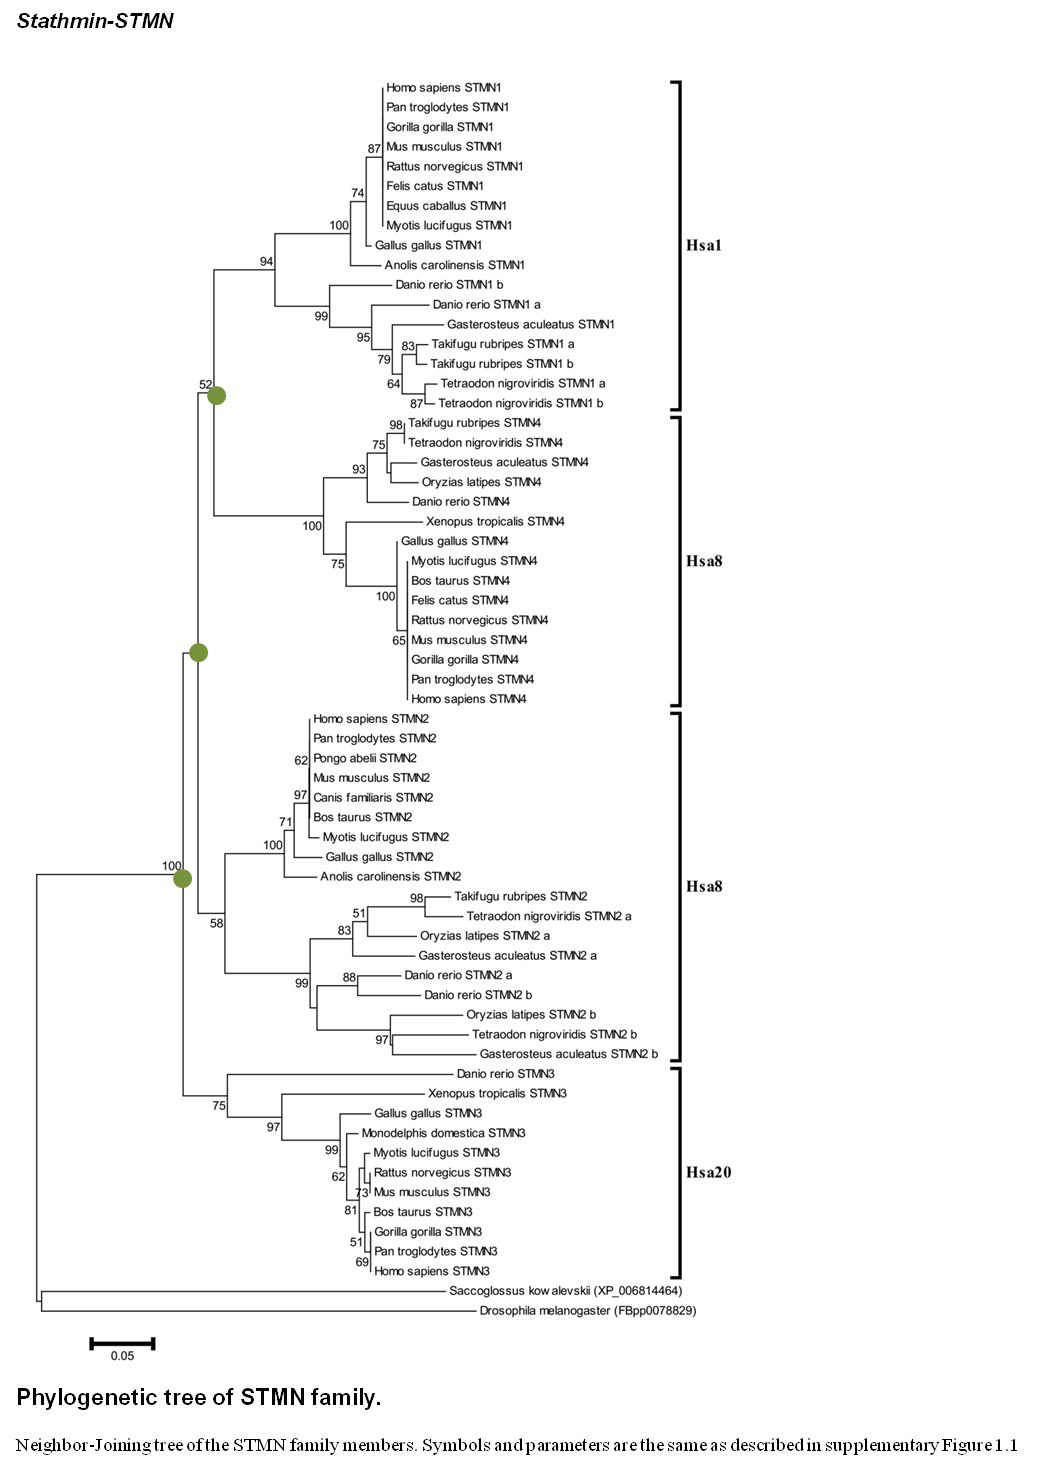 Stathmin-STMN
Homo sapiens STMN1
Pan troglodytes STMN1
Gorilla gorilla STMN1
87
Mus musculus STMN1
Rattus norvegicus STMN1
Felis catus STMN1
74
Equus caballus STMN1
100
Myotis lucifugus STMN1
Gallus gallus STMN1
Hsa1
94
Anolis carolinensis STMN1
Danio rerio STMN1 b
Danio rerio STMN1 a
99
Gasterosteus aculeatus STMN1
95
83
Takifugu rubripes STMN1 a
79
Takifugu rubripes STMN1 b
52
64
Tetraodon nigroviridis STMN1 a
87
Tetraodon nigroviridis STMN1 b
98
Takifugu rubripes STMN4
75
Tetraodon nigroviridis STMN4
93
Gasterosteus aculeatus STMN4
Oryzias latipes STMN4
Danio rerio STMN4
100
Xenopus tropicalis STMN4
Gallus gallus STMN4
75
Myotis lucifugus STMN4
Hsa8
Bos taurus STMN4
100
Felis catus STMN4
Rattus norvegicus STMN4
65
Mus musculus STMN4
Gorilla gorilla STMN4
Pan troglodytes STMN4
Homo sapiens STMN4
Homo sapiens STMN2
Pan troglodytes STMN2
62
Pongo abelii STMN2
Mus musculus STMN2
97
Canis familiaris STMN2
71
Bos taurus STMN2
100
Myotis lucifugus STMN2
Gallus gallus STMN2
100
Anolis carolinensis STMN2
Hsa8
98
Takifugu rubripes STMN2
51
Tetraodon nigroviridis STMN2 a
58
83
Oryzias latipes STMN2 a
Gasterosteus aculeatus STMN2 a
99
88
Danio rerio STMN2 a
Danio rerio STMN2 b
Oryzias latipes STMN2 b
97
Tetraodon nigroviridis STMN2 b
Gasterosteus aculeatus STMN2 b
Danio rerio STMN3
75
Xenopus tropicalis STMN3
97
Gallus gallus STMN3
99
Monodelphis domestica STMN3
Myotis lucifugus STMN3
62
Rattus norvegicus STMN3
Hsa20
73
Mus musculus STMN3
81
Bos taurus STMN3
Gorilla gorilla STMN3
51
Pan troglodytes STMN3
69
Homo sapiens STMN3
Saccoglossus kowalevskii (XP_006814464)
Drosophila melanogaster (FBpp0078829)
0.05
Phylogenetic tree of STMN family.
Neighbor-Joining tree of the STMN family members. Symbols and parameters are the same as described in supplementary Figure 1.1